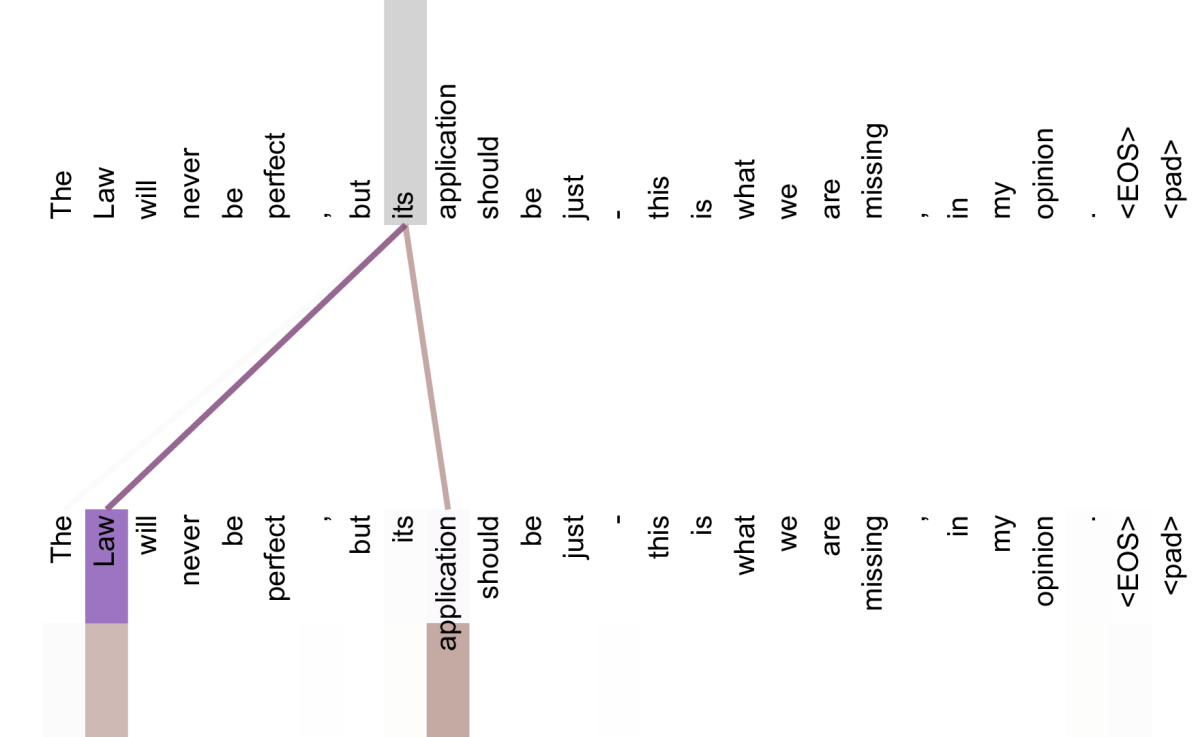 The Law will never be perfect , but its application should be just - this is what we are missing , in my opinion . <EOS> <pad>
The Law will never be perfect , but its application should be just - this is what we are missing , in my opinion . <EOS> <pad>